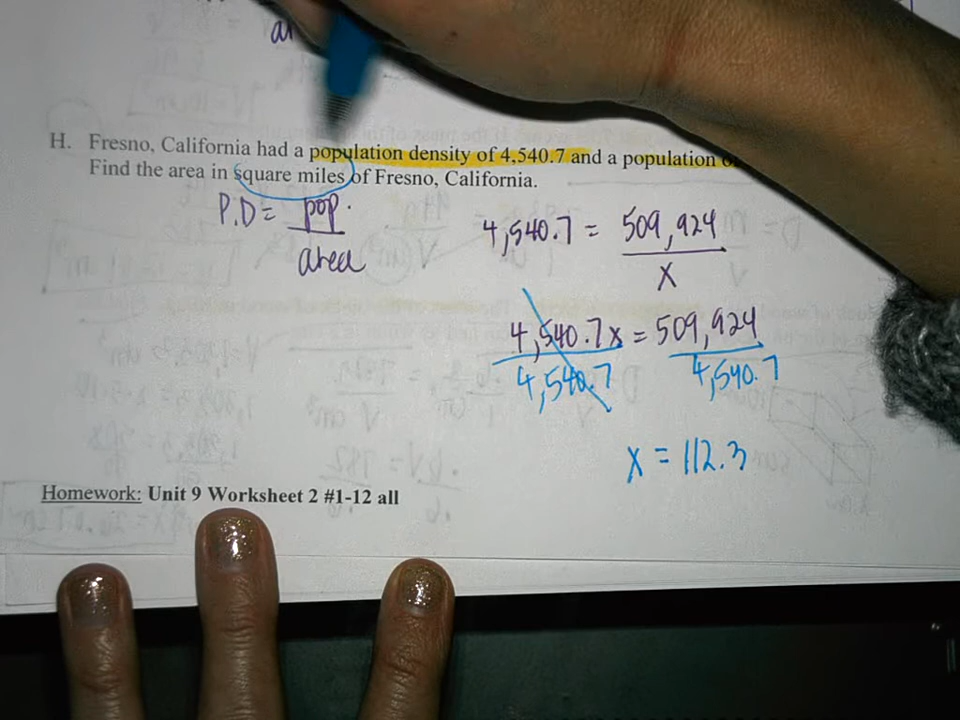 H. Fresno, California had a population density of 4,540.7 and a population
Find the area in square miles of Fresno, California.
P.D = pop.
area
4,540.7 = 509,924
x
4,540.7x = 509,924
4,540.7 4,540.7
x = 112.3
Homework: Unit 9 Worksheet 2 #1-12 all